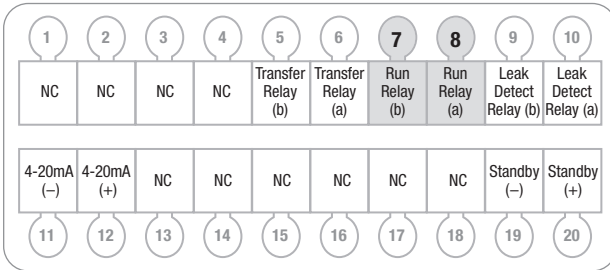 1 2 3 4 5 6 7 8 9 10
NC NC NC NC Transfer Relay (b) Transfer Relay (a) Run Relay (b) Run Relay (a) Leak Detect Relay (b) Leak Detect Relay (a)
4-20mA (–) 4-20mA (+) NC NC NC NC NC NC Standby (–) Standby (+)
11 12 13 14 15 16 17 18 19 20